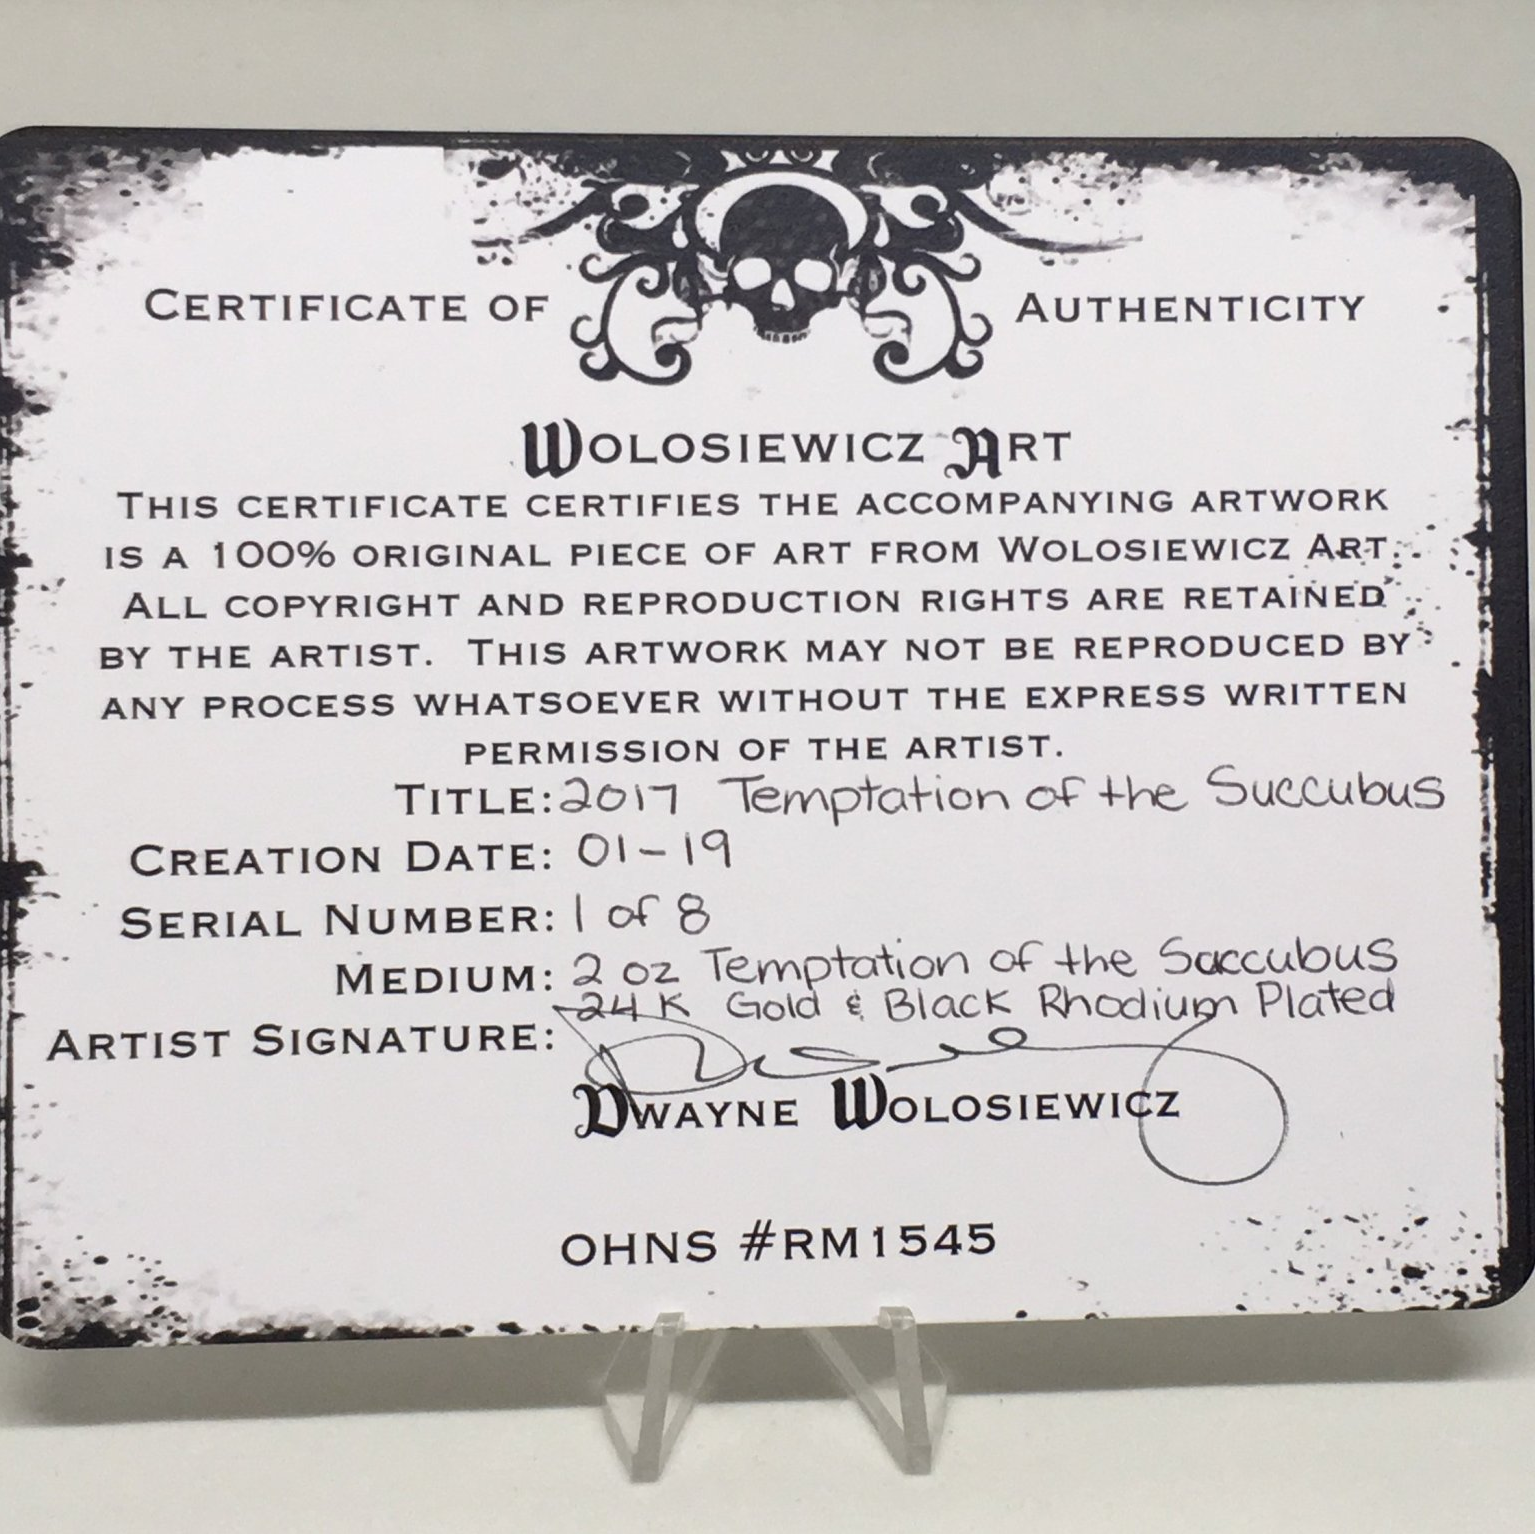 CERTIFICATE OF AUTHENTICITY
WOLOSIEWICZ ART
THIS CERTIFICATE CERTIFIES THE ACCOMPANYING ARTWORK
IS A 100% ORIGINAL PIECE OF ART FROM WOLOSIEWICZ ART.
ALL COPYRIGHT AND REPRODUCTION RIGHTS ARE RETAINED
BY THE ARTIST. THIS ARTWORK MAY NOT BE REPRODUCED BY
ANY PROCESS WHATSOEVER WITHOUT THE EXPRESS WRITTEN
PERMISSION OF THE ARTIST.
TITLE: 2017 Temptation of the Succubus
CREATION DATE: 01-19
SERIAL NUMBER: 1 of 8
MEDIUM: 2 oz Temptation of the Saccubus
24K Gold & Black Rhodium Plated
ARTIST SIGNATURE:
DWAYNE WOLOSIEWICZ
OHNS #RM1545